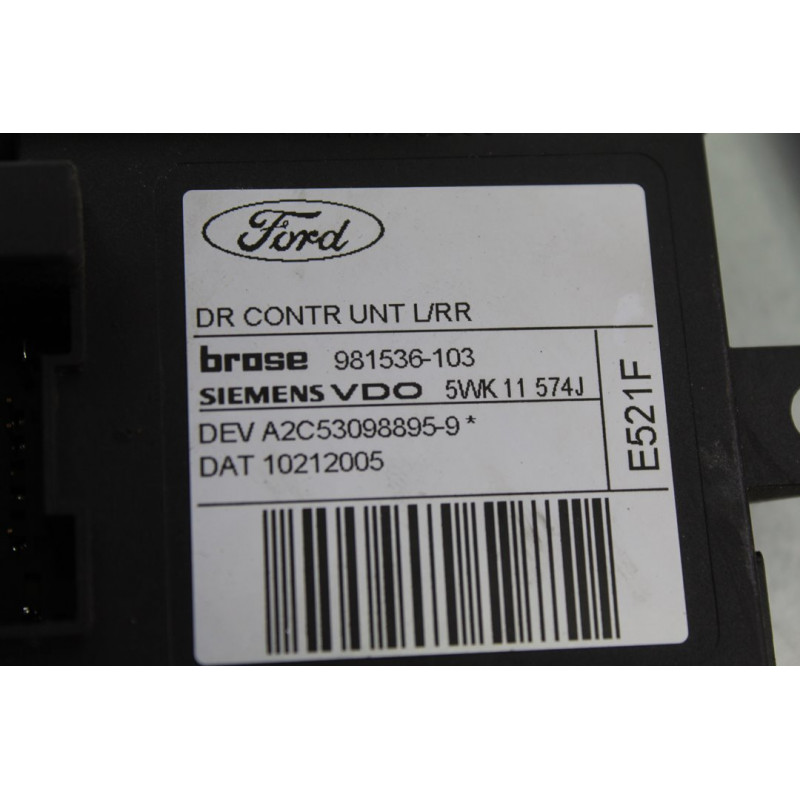 Ford
DR CONTR UNT L/RR
brose 981536-103
SIEMENS VDO 5WK 11 574J
DEV A2C53098895-9 *
DAT 10212005
E521F